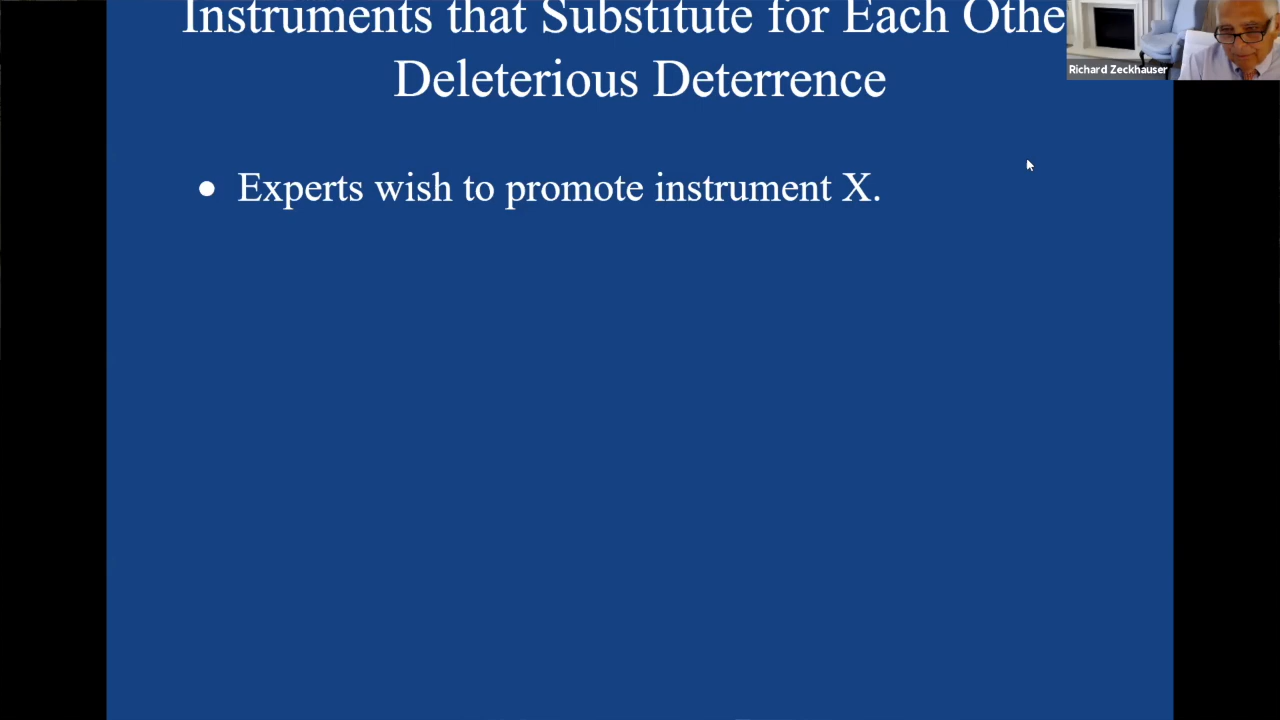 Instruments that Substitute for Each Othe
Deleterious Deterrence
Richard Zeckhauser
• Experts wish to promote instrument X.